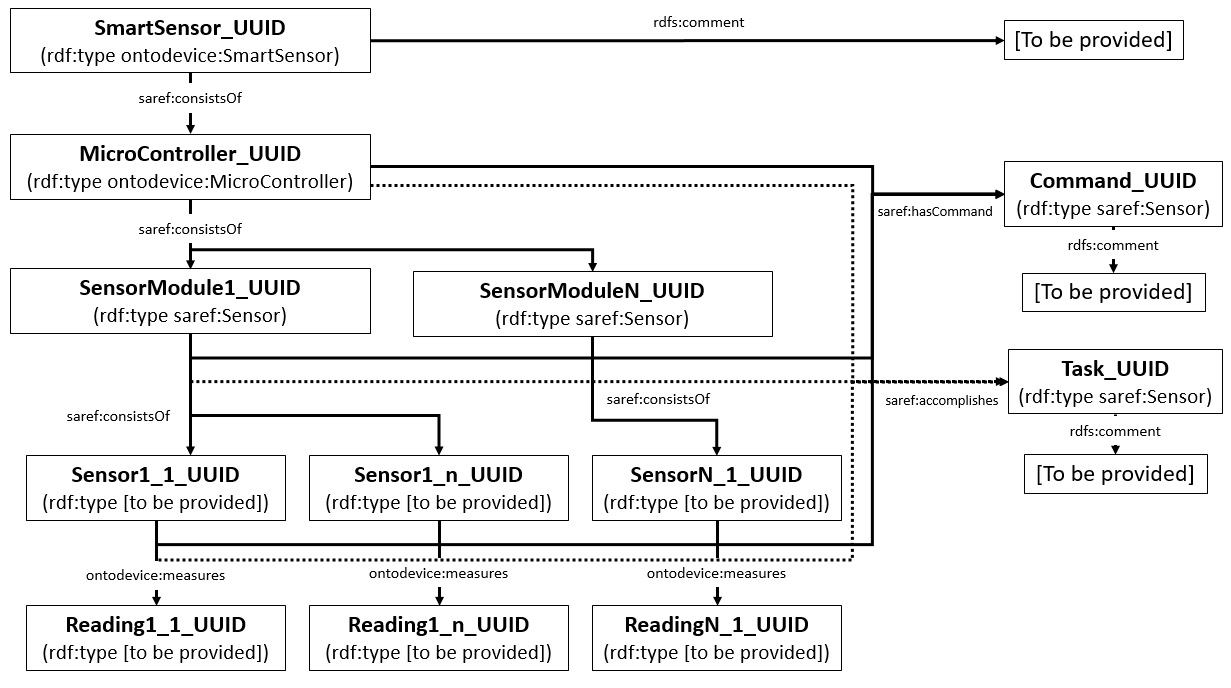 SmartSensor_UUID
(rdf:type ontodevice:SmartSensor)
rdfs:comment
[To be provided]
saref:consistsOf
MicroController_UUID
(rdf:type ontodevice:MicroController)
Command_UUID
(rdf:type saref:Sensor)
saref:hasCommand
saref:consistsOf
rdfs:comment
[To be provided]
SensorModule1_UUID
(rdf:type saref:Sensor)
SensorModuleN_UUID
(rdf:type saref:Sensor)
Task_UUID
(rdf:type saref:Sensor)
saref:accomplishes
saref:consistsOf
saref:consistsOf
rdfs:comment
[To be provided]
Sensor1_1_UUID
(rdf:type [to be provided])
Sensor1_n_UUID
(rdf:type [to be provided])
SensorN_1_UUID
(rdf:type [to be provided])
ontodevice:measures
ontodevice:measures
ontodevice:measures
Reading1_1_UUID
(rdf:type [to be provided])
Reading1_n_UUID
(rdf:type [to be provided])
ReadingN_1_UUID
(rdf:type [to be provided])